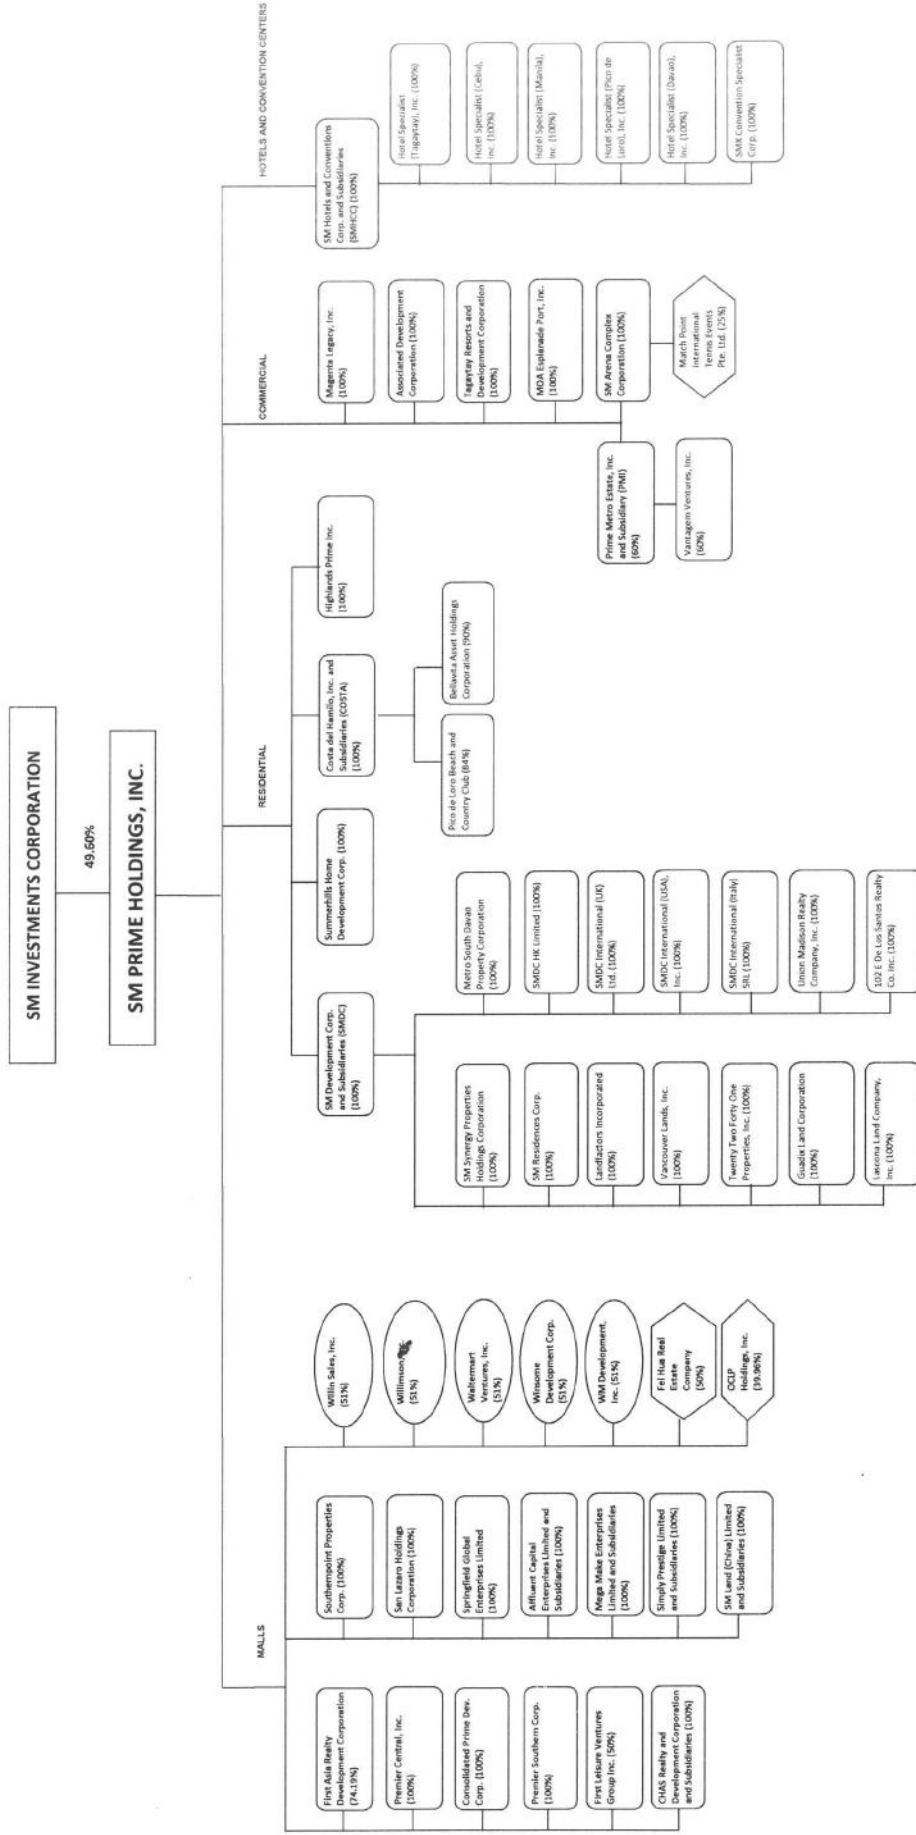 SM INVESTMENTS CORPORATION
49.60%
SM PRIME HOLDINGS, INC.
MALLS
First Asia Realty
Development Corporation
(74.19%)
Premier Central, Inc.
(100%)
Consolidated Prime Dev.
Corp. (100%)
Premier Southern Corp.
(100%)
First Leisure Ventures
Group Inc. (50%)
CHAS Realty and
Development Corporation
and Subsidiaries (100%)
Southernpoint Properties
Corp. (100%)
San Lazaro Holdings
Corporation (100%)
Springfield Global
Enterprises Limited
(100%)
Affluent Capital
Enterprises Limited and
Subsidiaries (100%)
Mega Make Enterprises
Limited and Subsidiaries
(100%)
Simply Prestige Limited
and Subsidiaries (100%)
SM Land (China) Limited
and Subsidiaries (100%)
Willin Sales, Inc.
(51%)
Willimson,
(51%)
Waltermart
Ventures, Inc.
(51%)
Winsome
Development Corp.
(51%)
WM Development,
Inc. (51%)
Fei Hua Real
Estate
Company
(50%)
OCLP
Holdings, Inc.
(39.96%)
RESIDENTIAL
SM Development Corp.
and Subsidiaries (SMDC)
(100%)
SM Synergy Properties
Holdings Corporation
(100%)
SM Residences Corp.
(100%)
Landfactors Incorporated
(100%)
Vancouver Lands, Inc.
(100%)
Twenty Two Forty One
Properties, Inc. (100%)
Guadix Land Corporation
(100%)
Lascona Land Company,
Inc. (100%)
Metro South Davao
Property Corporation
(100%)
SMDC HK Limited (100%)
SMDC International (UK)
Ltd. (100%)
SMDC International (USA),
Inc. (100%)
SMDC International (Italy)
SRL (100%)
Union Madison Realty
Company, Inc. (100%)
102 E De Los Santos Realty
Co. Inc. (100%)
Summerhills Home
Development Corp. (100%)
Costa del Hamilo, Inc. and
Subsidiaries (COSTA)
(100%)
Pico de Loro Beach and
Country Club (84%)
Bellavita Asset Holdings
Corporation (90%)
Highlands Prime Inc.
(100%)
COMMERCIAL
Magenta Legacy, Inc.
(100%)
Associated Development
Corporation (100%)
Tagaytay Resorts and
Development Corporation
(100%)
MOA Esplanade Port, Inc.
(100%)
Prime Metro Estate, Inc.
and Subsidiary (PMI)
(60%)
Vantagem Ventures, Inc.
(60%)
SM Arena Complex
Corporation (100%)
Match Point
International
Tennis Events
Pte. Ltd. (25%)
HOTELS AND CONVENTION CENTERS
SM Hotels and Conventions
Corp. and Subsidiaries
(SMHCC) (100%)
Hotel Specialist
(Tagaytay), Inc. (100%)
Hotel Specialist (Cebu),
Inc. (100%)
Hotel Specialist (Manila),
Inc. (100%)
Hotel Specialist (Pico de
Loro), Inc. (100%)
Hotel Specialist (Davao),
Inc. (100%)
SMX Convention Specialist
Corp. (100%)